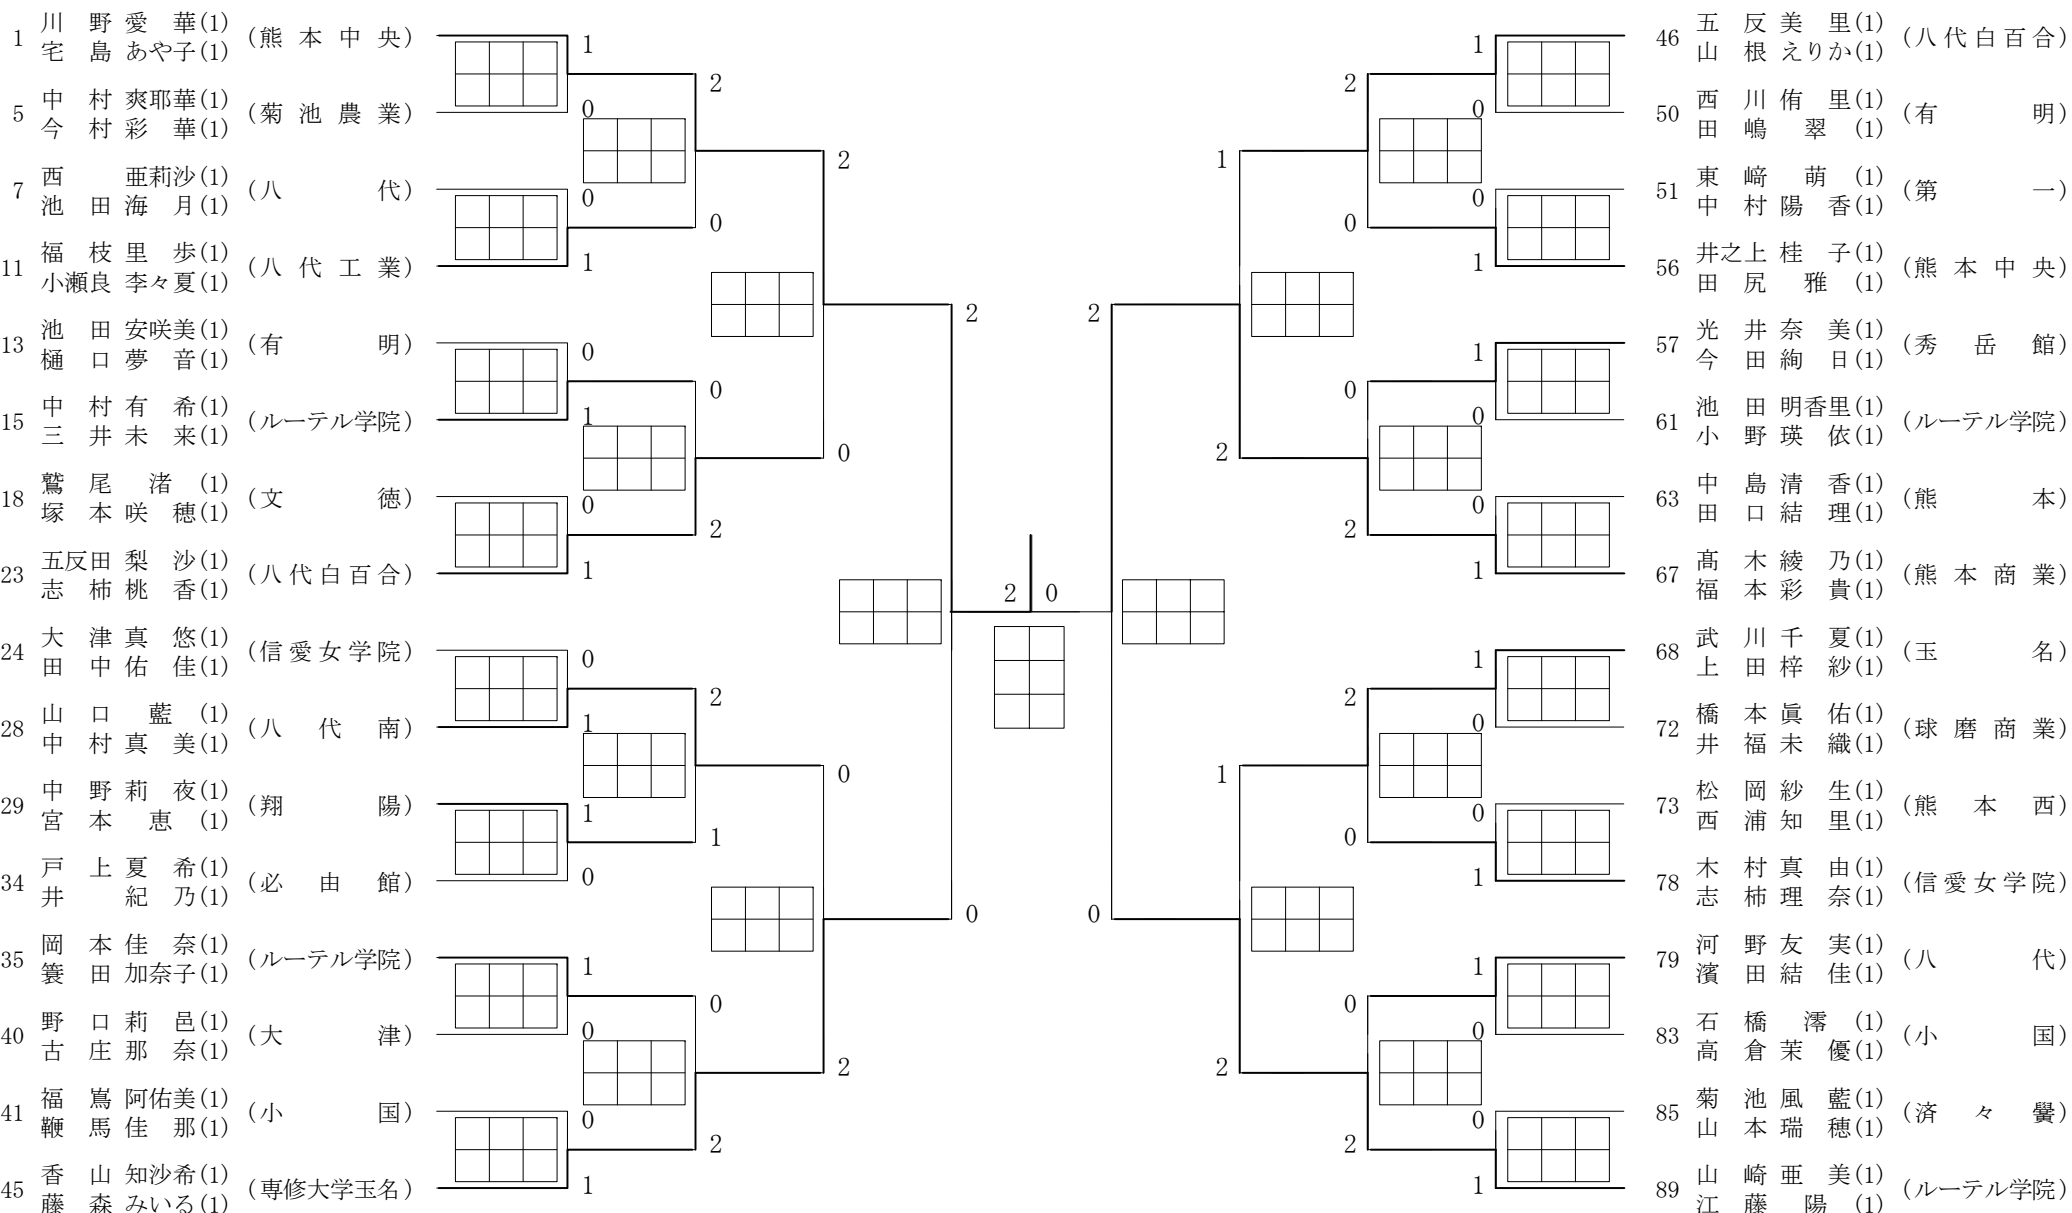 1 川 野 愛 華(1) (熊 本 中 央)
宅 島 あや子(1)
1
2
5 中 村 爽耶華(1) (菊 池 農 業)
今 村 彩 華(1)
0
2
7 西 亜莉沙(1) (八 代)
池 田 海 月(1)
0
0
11 福 枝 里 歩(1) (八 代 工 業)
小瀬良 李々夏(1)
1
2
13 池 田 安咲美(1) (有 明)
樋 口 夢 音(1)
0
0
15 中 村 有 希(1) (ルーテル学院)
三 井 未 来(1)
1
0
18 鷲 尾 渚 (1) (文 徳)
塚 本 咲 穂(1)
0
2
23 五反田 梨 沙(1) (八代白百合)
志 柿 桃 香(1)
1
24 大 津 真 悠(1) (信愛女学院)
田 中 佑 佳(1)
0
2
28 山 口 藍 (1) (八 代 南)
中 村 真 美(1)
1
0
29 中 野 莉 夜(1) (翔 陽)
宮 本 恵 (1)
1
1
34 戸 上 夏 希(1) (必 由 館)
井 紀 乃(1)
0
0
35 岡 本 佳 奈(1) (ルーテル学院)
簑 田 加奈子(1)
1
0
40 野 口 莉 邑(1) (大 津)
古 庄 那 奈(1)
0
2
41 福 嶌 阿佑美(1) (小 国)
鞭 馬 佳 那(1)
0
2
45 香 山 知沙希(1) (専修大学玉名)
藤 森 みいる(1)
1
2 0
1 46 五 反 美 里(1) (八代白百合)
山 根 えりか(1)
2
0 50 西 川 侑 里(1) (有 明)
田 嶋 翠 (1)
1
0 51 東 﨑 萌 (1) (第 一)
中 村 陽 香(1)
0
1 56 井之上 桂 子(1) (熊 本 中 央)
田 尻 雅 (1)
2
1 57 光 井 奈 美(1) (秀 岳 館)
今 田 絢 日(1)
0
0 61 池 田 明香里(1) (ルーテル学院)
小 野 瑛 依(1)
2
0 63 中 島 清 香(1) (熊 本)
田 口 結 理(1)
2
1 67 髙 木 綾 乃(1) (熊 本 商 業)
福 本 彩 貴(1)
1 68 武 川 千 夏(1) (玉 名)
上 田 梓 紗(1)
2
0 72 橋 本 眞 佑(1) (球 磨 商 業)
井 福 未 織(1)
1
0 73 松 岡 紗 生(1) (熊 本 西)
西 浦 知 里(1)
0
1 78 木 村 真 由(1) (信愛女学院)
志 柿 理 奈(1)
0
1 79 河 野 友 実(1) (八 代)
濱 田 結 佳(1)
0
0 83 石 橋 澪 (1) (小 国)
高 倉 茉 優(1)
2
0 85 菊 池 風 藍(1) (済 々 黌)
山 本 瑞 穂(1)
2
1 89 山 崎 亜 美(1) (ルーテル学院)
江 藤 陽 (1)